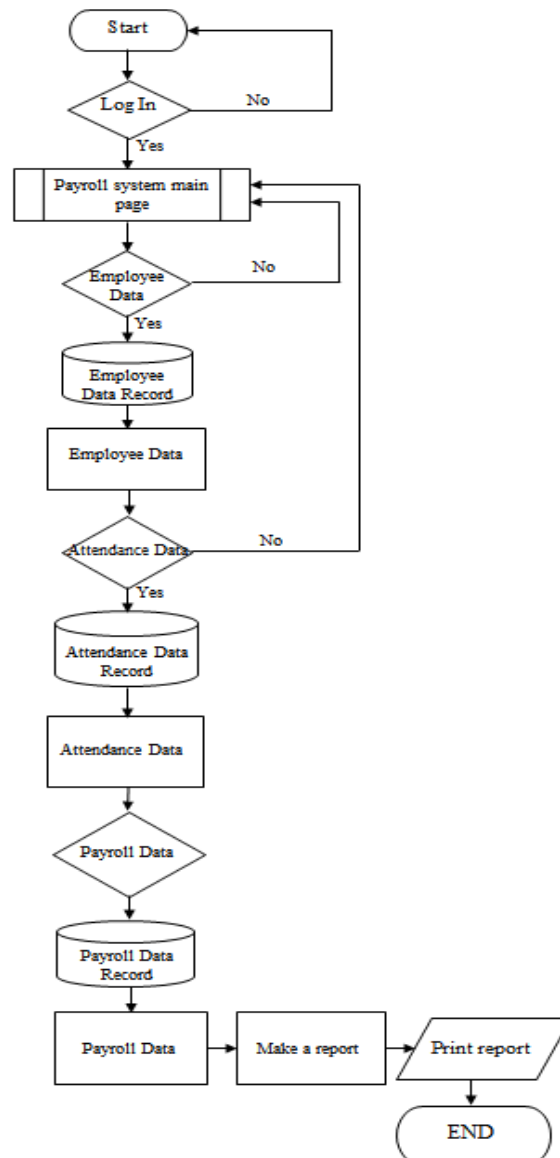 Start
Log In
No
Yes
Payroll system main
page
Employee
Data
No
Yes
Employee
Data Record
Employee Data
Attendance Data
No
Yes
Attendance Data
Record
Attendance Data
Payroll Data
Payroll Data
Record
Payroll Data
Make a report
Print report
END